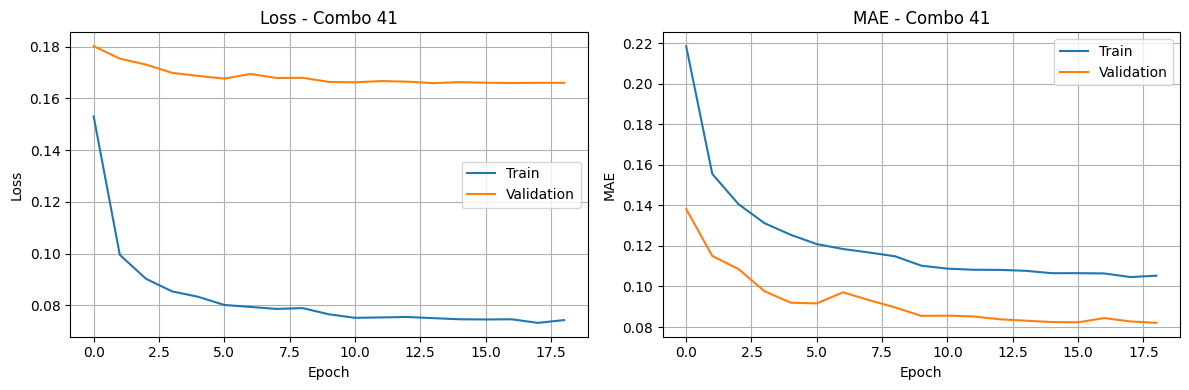 Loss - Combo 41
0.18
0.16
0.14
0.12
0.10
0.08
Loss
Train
Validation
0.0 2.5 5.0 7.5 10.0 12.5 15.0 17.5
Epoch
MAE - Combo 41
0.22
0.20
0.18
0.16
0.14
0.12
0.10
0.08
MAE
Train
Validation
0.0 2.5 5.0 7.5 10.0 12.5 15.0 17.5
Epoch